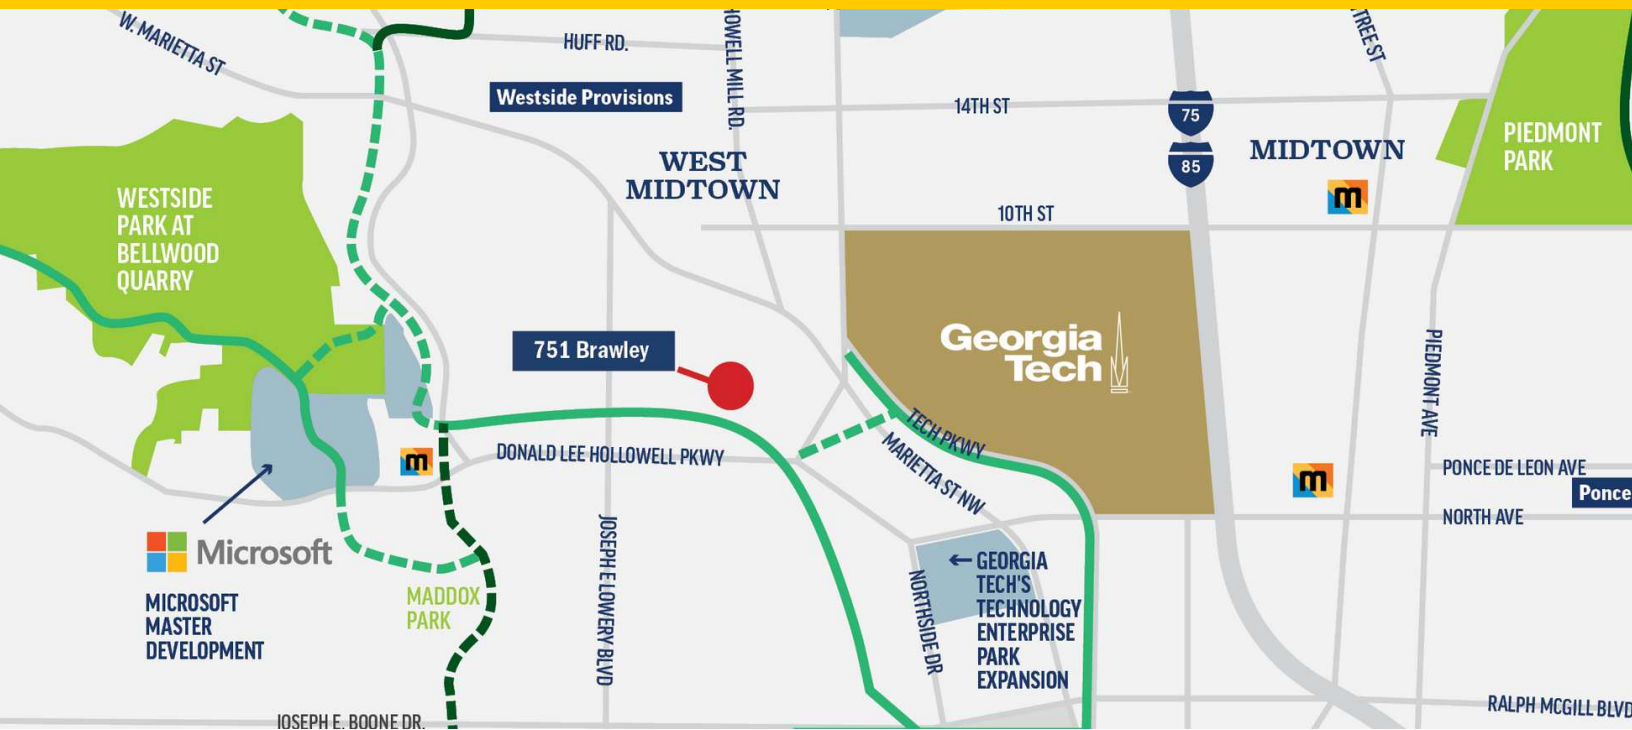 W. MARIETTA ST
HUFF RD.
HOWELL MILL RD.
Westside Provisions
14TH ST
75
85
WEST
MIDTOWN
MIDTOWN
m
PIEDMONT
PARK
WESTSIDE
PARK AT
BELLWOOD
QUARRY
10TH ST
751 Brawley
Georgia
Tech
PIEDMONT AVE
TECH PKWY
MARIETTA ST NW
DONALD LEE HOLLOWELL PKWY
m
m
PONCE DE LEON AVE
Ponce
NORTH AVE
Microsoft
MICROSOFT
MASTER
DEVELOPMENT
MADDOX
PARK
JOSEPH E LOWERY BLVD
NORTHSIDE DR
GEORGIA
TECH'S
TECHNOLOGY
ENTERPRISE
PARK
EXPANSION
RALPH MCGILL BLVD
JOSEPH E. BOONE DR.
TREE ST